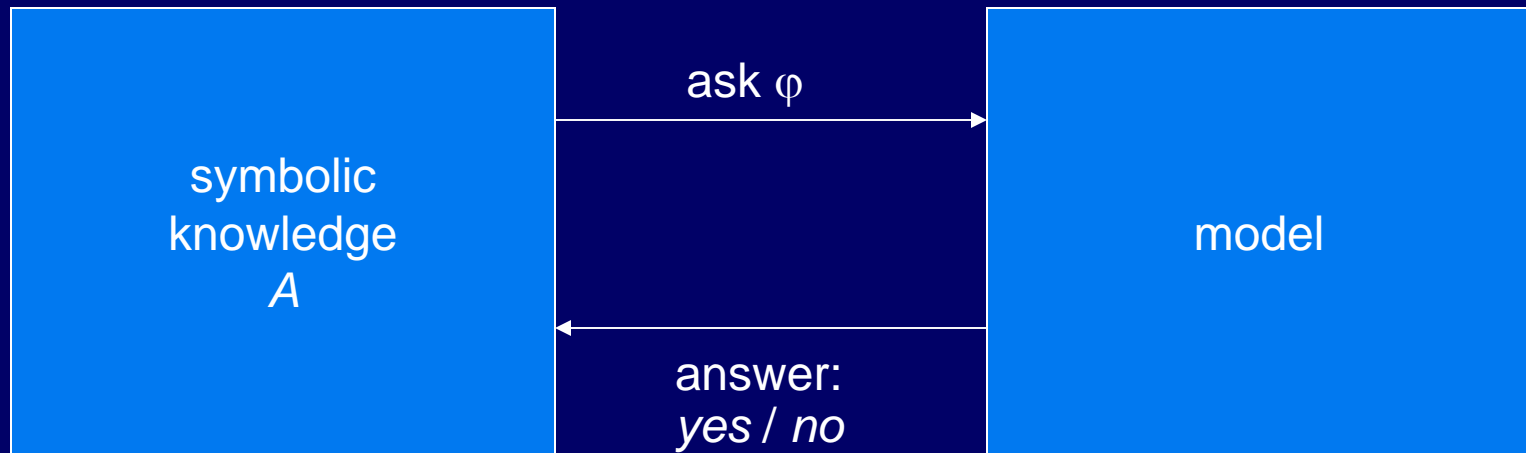 symbolic
knowledge
A
ask φ
answer:
yes / no
model